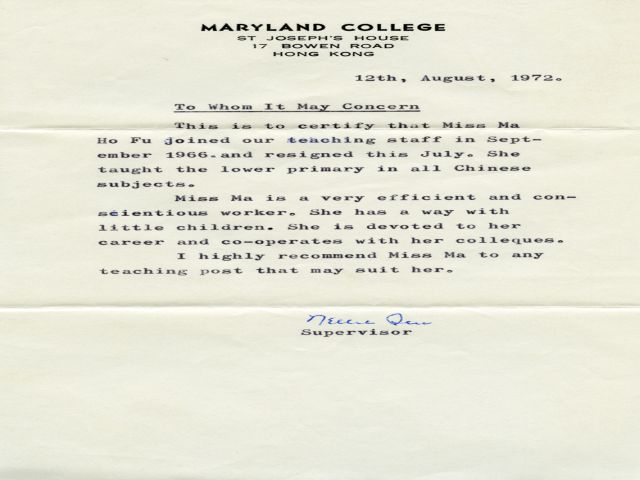 MARYLAND COLLEGE
ST JOSEPH'S HOUSE
17 BOWEN ROAD
HONG KONG
12th, August, 1972.
To Whom It May Concern
This is to certify that Miss Ma
Ho Fu joined our teaching staff in Sept-
ember 1966.and resigned this July. She
taught the lower primary in all Chinese
subjects.
Miss Ma is a very efficient and con-
scientious worker. She has a way with
little children. She is devoted to her
career and co-operates with her colleques.
I highly recommend Miss Ma to any
teaching post that may suit her.
Nellie
Supervisor